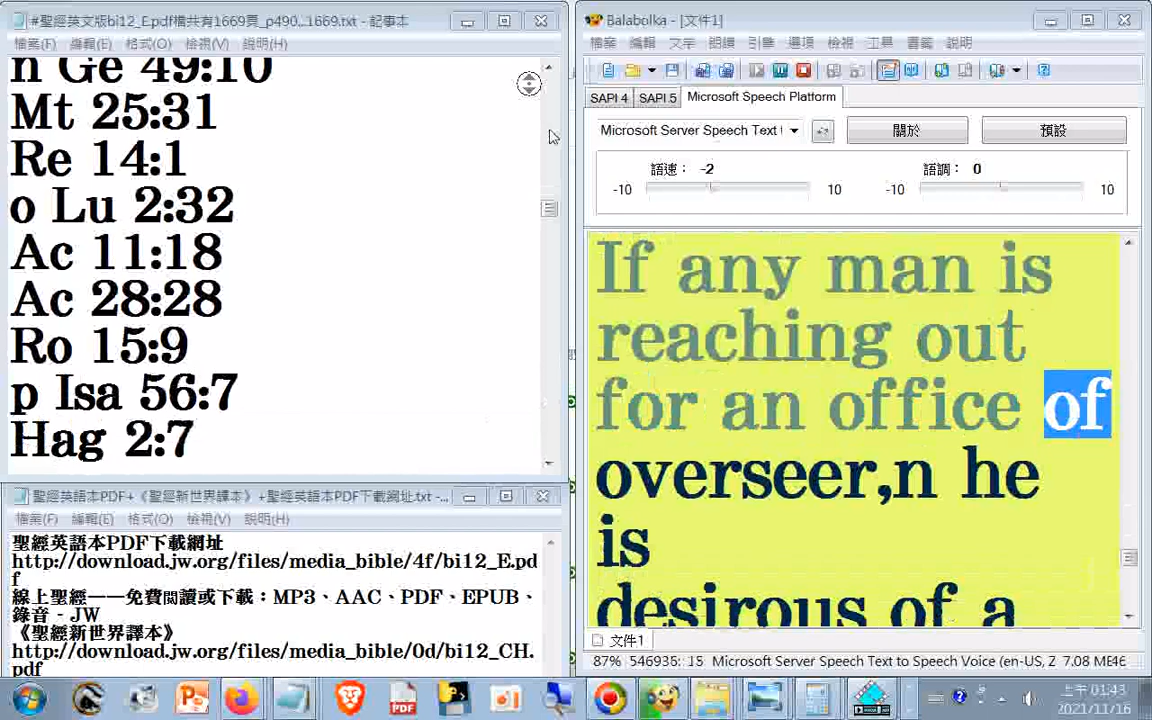 #聖經英文版bi12_E.pdf檔共有1669頁_p490...1669.txt - 記事本
檔案(F) 編輯(E) 格式(O) 檢視(V) 說明(H)
n Ge 49:10
Mt 25:31
Re 14:1
o Lu 2:32
Ac 11:18
Ac 28:28
Ro 15:9
p Isa 56:7
Hag 2:7
聖經英語本PDF+《聖經新世界譯本》+聖經英語本PDF下載網址.txt -...
檔案(F) 編輯(E) 格式(O) 檢視(V) 說明(H)
聖經英語本PDF下載網址
http://download.jw.org/files/media_bible/4f/bi12_E.pd
f
線上聖經——免費閱讀或下載：MP3、AAC、PDF、EPUB、
錄音 - JW
《聖經新世界譯本》
http://download.jw.org/files/media_bible/0d/bi12_CH.
pdf
Balabolka - [文件1]
檔案 編輯 文字 朗讀 引擎 選項 檢視 工具 書籤 說明
SAPI 4 SAPI 5 Microsoft Speech Platform
Microsoft Server Speech Text 關於 預設
語速： -2 語調： 0
-10 10 -10 10
If any man is
reaching out
for an office of
overseer,n he
is
desirous of a
文件1
87% 546935: 15 Microsoft Server Speech Text to Speech Voice (en-US, Z 7.08 ME46
上午 01:43
2021/11/16